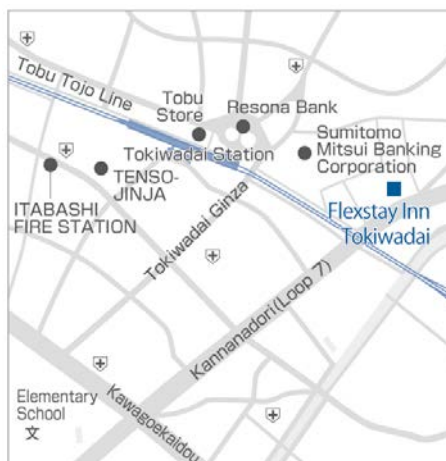 Tobu Tojo Line
Tobu
Store
Resona Bank
Tokiwadai Station
Sumitomo
Mitsui Banking
Corporation
TENSO-
JINJA
ITABASHI
FIRE STATION
Flexstay Inn
Tokiwadai
Tokiwadai Ginza
Kannanadori(Loop 7)
Kawagoekaidou
Elementary
School
文